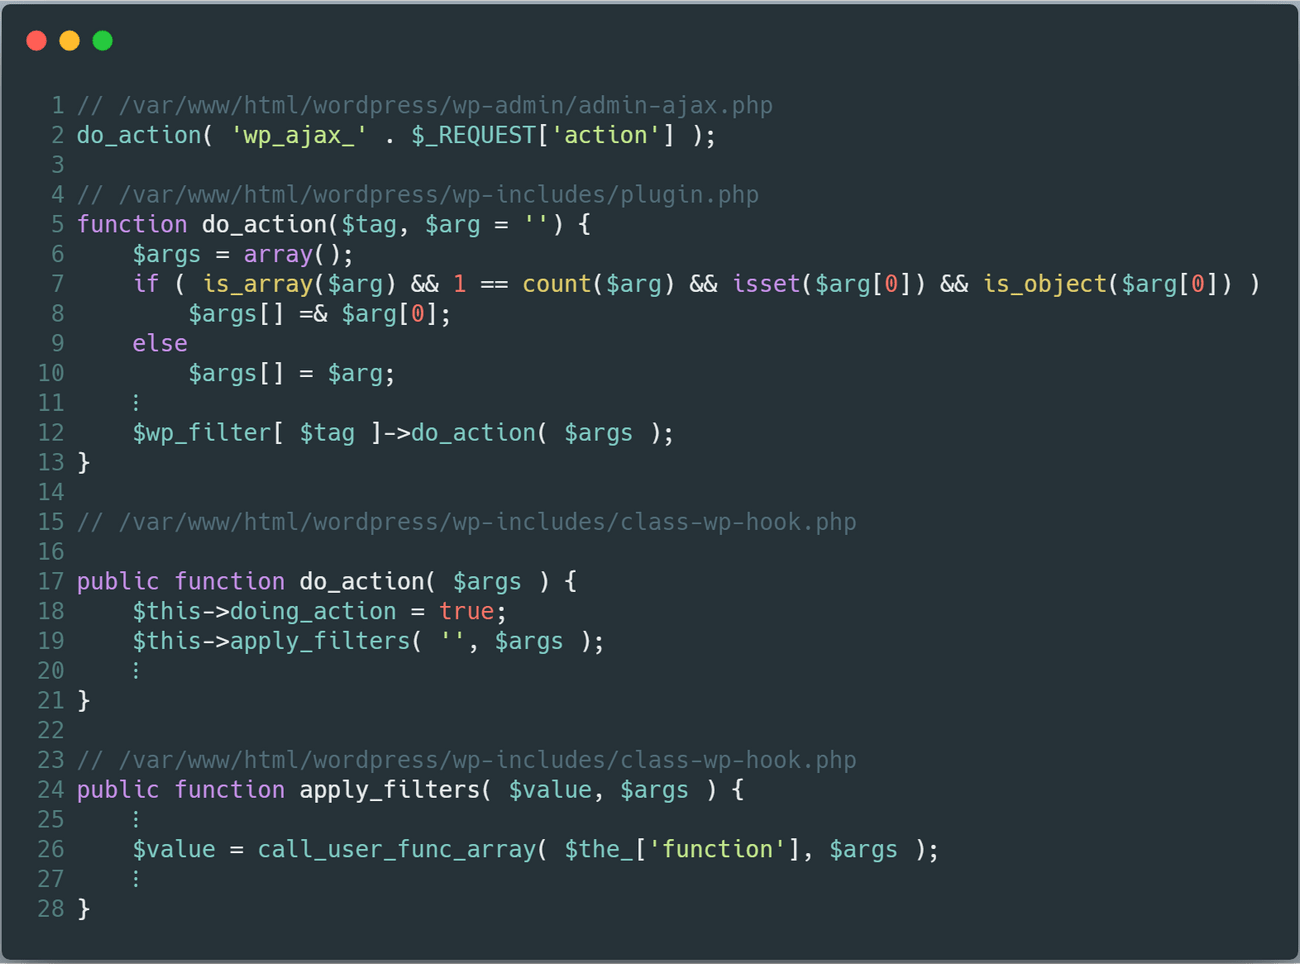 1 // /var/www/html/wordpress/wp-admin/admin-ajax.php
2 do_action( 'wp_ajax_' . $_REQUEST['action'] );
3
4 // /var/www/html/wordpress/wp-includes/plugin.php
5 function do_action($tag, $arg = '') {
6     $args = array();
7     if ( is_array($arg) && 1 == count($arg) && isset($arg[0]) && is_object($arg[0]) )
8         $args[] =& $arg[0];
9     else
10         $args[] = $arg;
11     ⋮
12     $wp_filter[ $tag ]->do_action( $args );
13 }
14
15 // /var/www/html/wordpress/wp-includes/class-wp-hook.php
16
17 public function do_action( $args ) {
18     $this->doing_action = true;
19     $this->apply_filters( '', $args );
20     ⋮
21 }
22
23 // /var/www/html/wordpress/wp-includes/class-wp-hook.php
24 public function apply_filters( $value, $args ) {
25     ⋮
26     $value = call_user_func_array( $the_['function'], $args );
27     ⋮
28 }